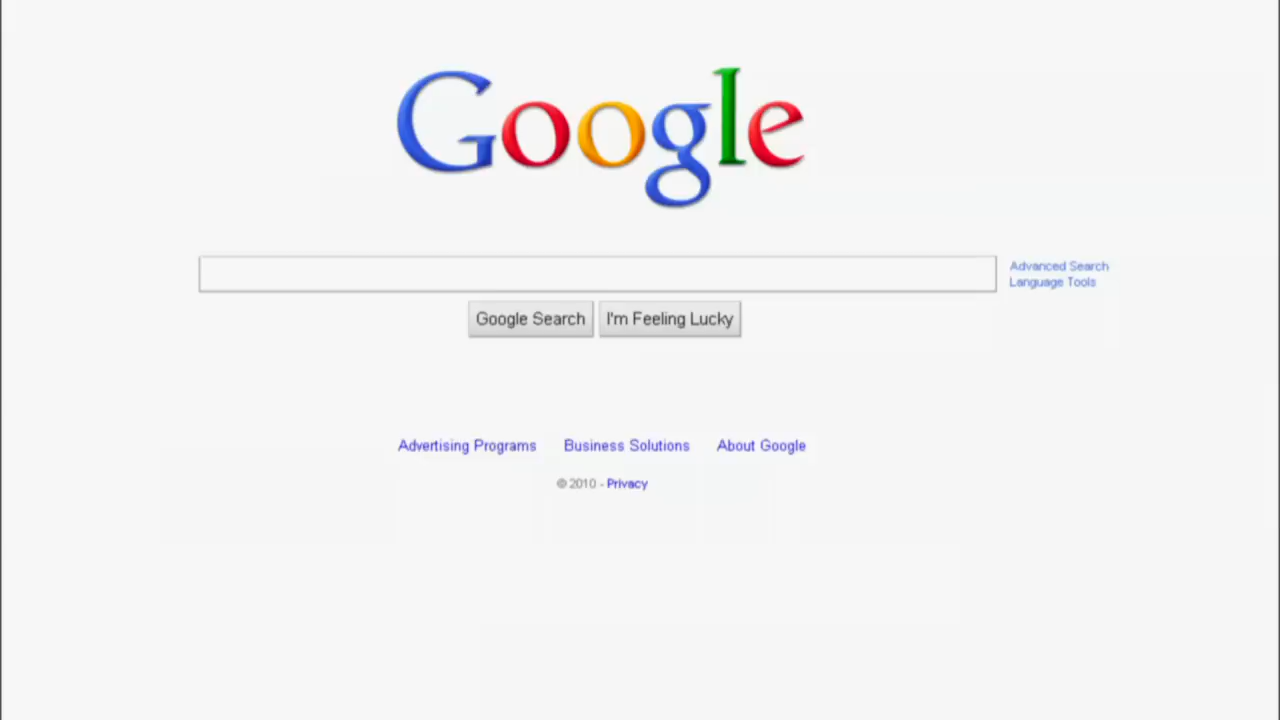 Google
Advanced Search
Language Tools
Google Search I'm Feeling Lucky
Advertising Programs Business Solutions About Google
© 2010 - Privacy